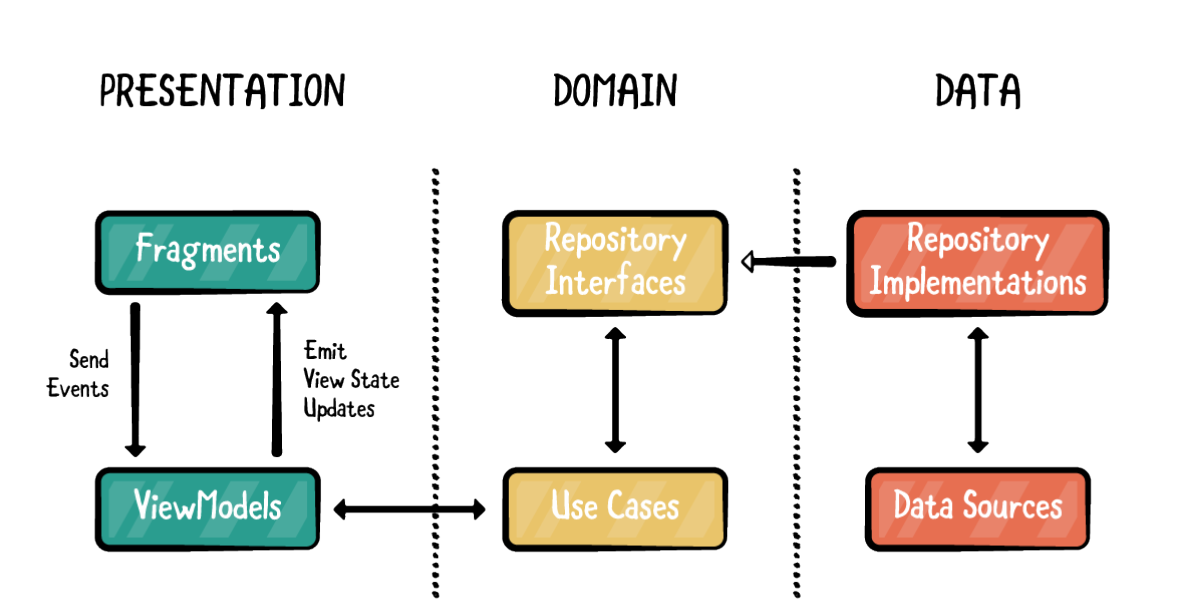 PRESENTATION
DOMAIN
DATA
Fragments
Repository
Interfaces
Repository
Implementations
Send
Events
Emit
View State
Updates
ViewModels
Use Cases
Data Sources